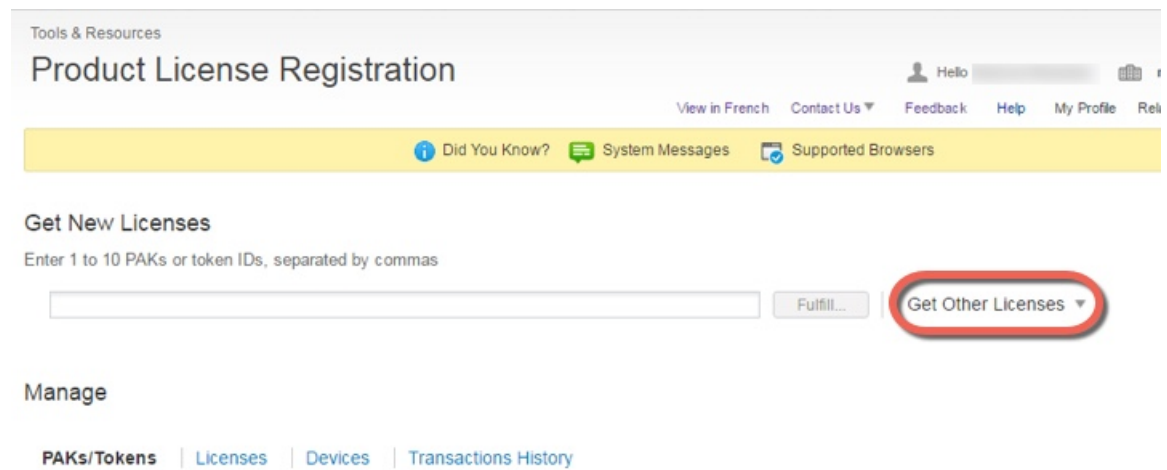 Tools & Resources
Product License Registration
Hello
View in French Contact Us Feedback Help My Profile
Did You Know? System Messages Supported Browsers
Get New Licenses
Enter 1 to 10 PAKs or token IDs, separated by commas
Fulfill... Get Other Licenses
Manage
PAKs/Tokens Licenses Devices Transactions History